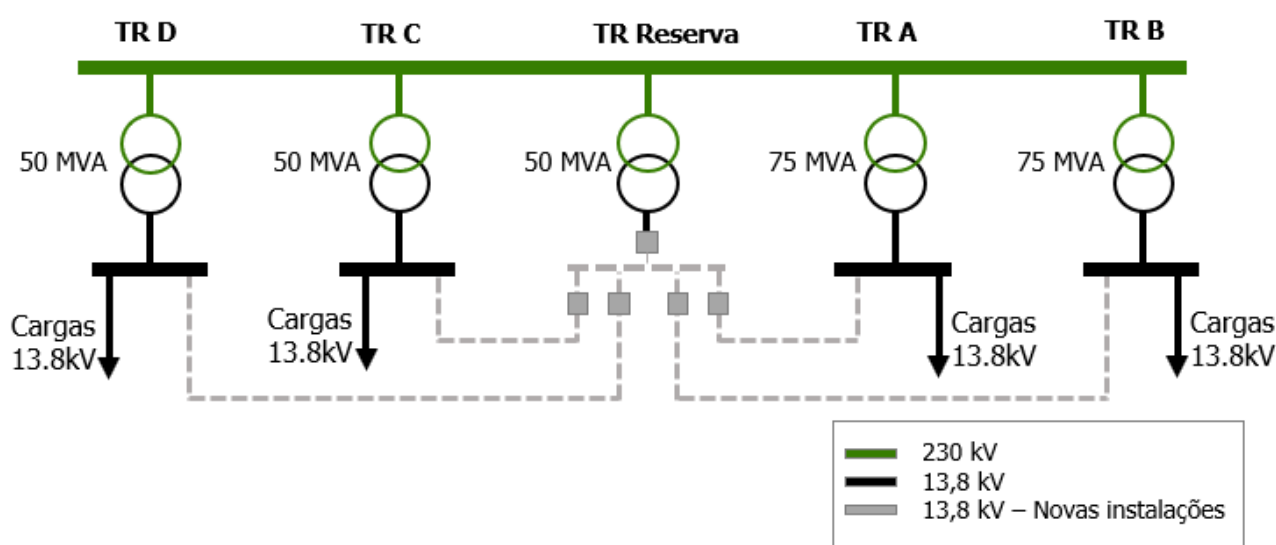 TR D
TR C
TR Reserva
TR A
TR B
50 MVA
50 MVA
50 MVA
75 MVA
75 MVA
Cargas
13.8kV
Cargas
13.8kV
Cargas
13.8kV
Cargas
13.8kV
230 kV
13,8 kV
13,8 kV – Novas instalações